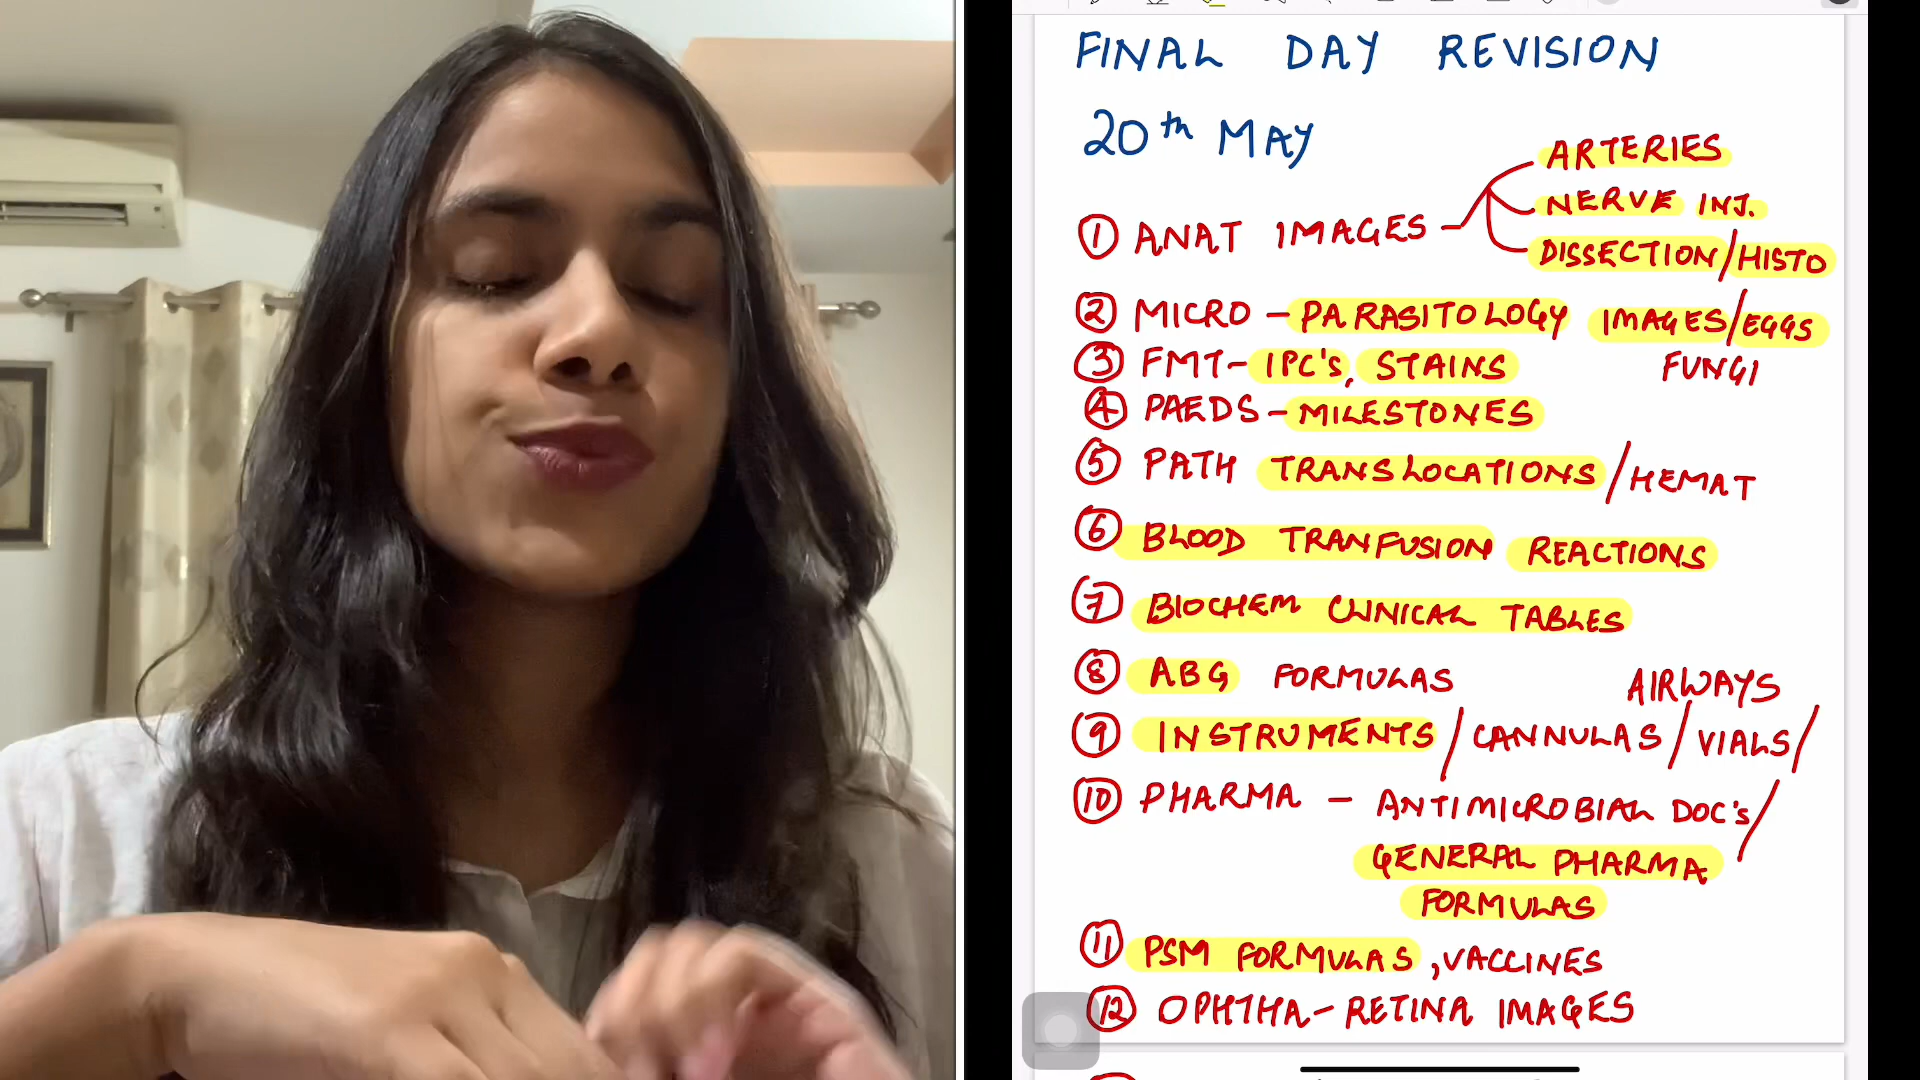 FINAL DAY REVISION
20th MAY
① ANAT IMAGES — ARTERIES
NERVE INJ.
DISSECTION/HISTO
② MICRO — PARASITOLOGY IMAGES/EGGS
FUNGI
③ FMT - IPC's, STAINS
④ PAEDS - MILESTONES
⑤ PATH TRANSLOCATIONS / HEMAT
⑥ BLOOD TRANFUSION REACTIONS
⑦ BIOCHEM CLINICAL TABLES
⑧ ABG FORMULAS
AIRWAYS
⑨ INSTRUMENTS / CANNULAS / VIALS /
⑩ PHARMA - ANTIMICROBIAL DOC's /
GENERAL PHARMA
FORMULAS
⑪ PSM FORMULAS, VACCINES
⑫ OPHTHA - RETINA IMAGES